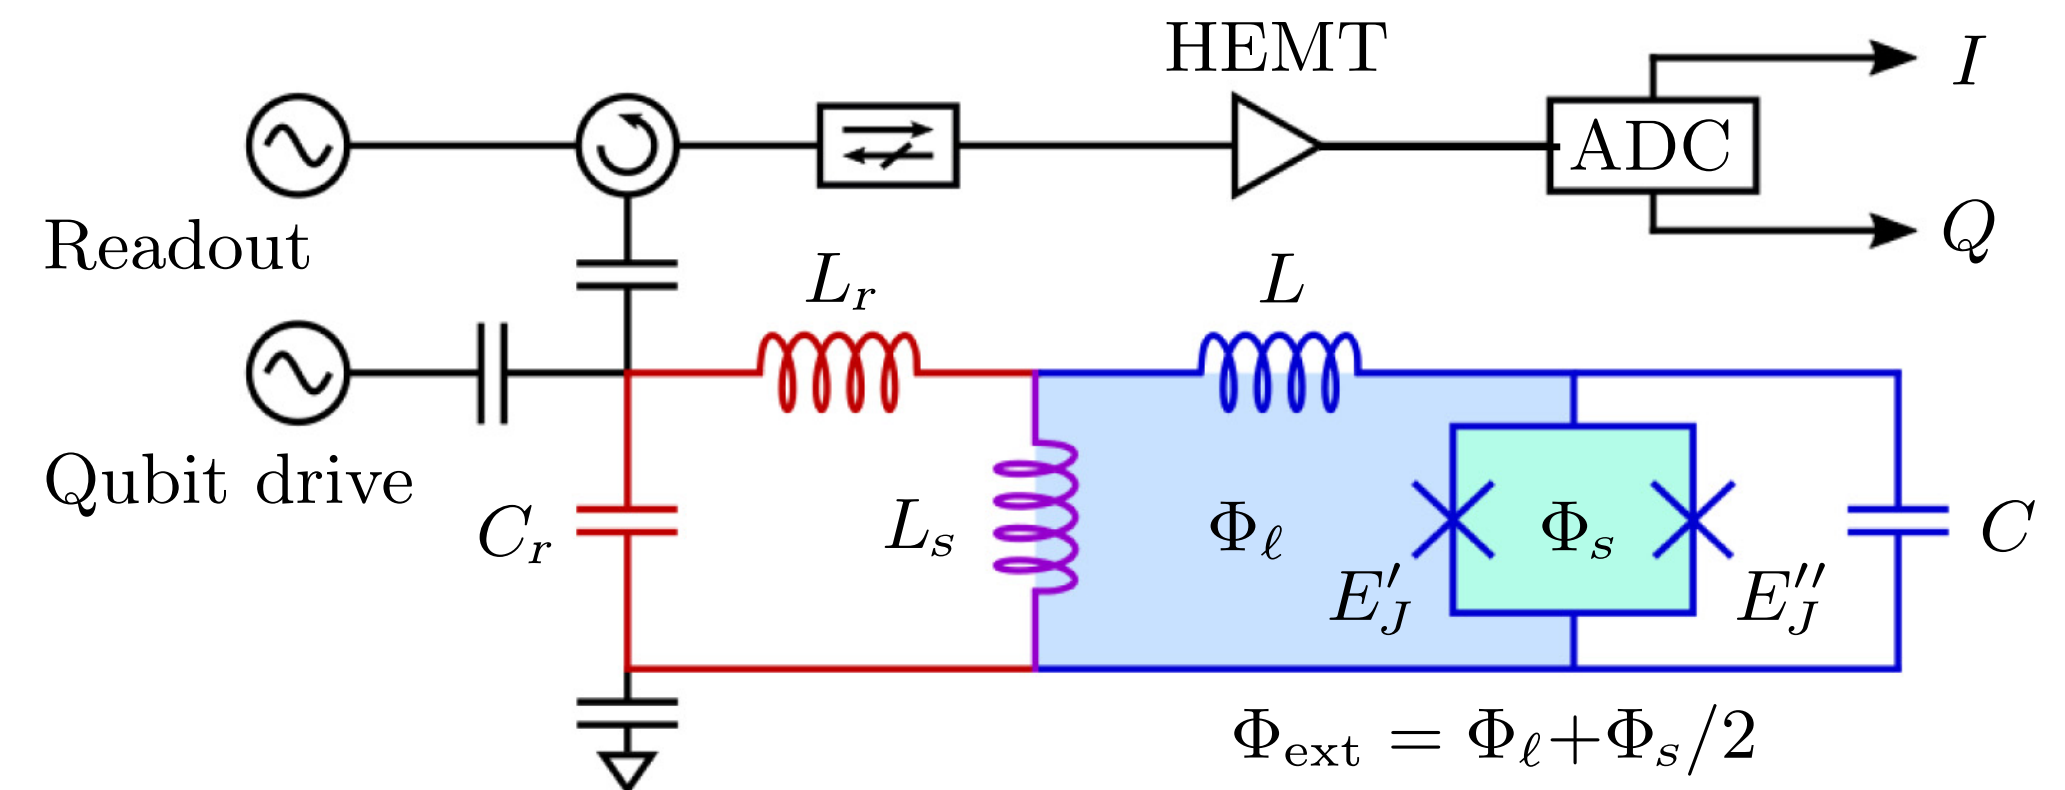 HEMT
I
ADC
Readout
Q
L_r
L
Qubit drive
C_r
L_s
Φ_ℓ
Φ_s
C
E′_J
E″_J
Φ_ext = Φ_ℓ+Φ_s/2